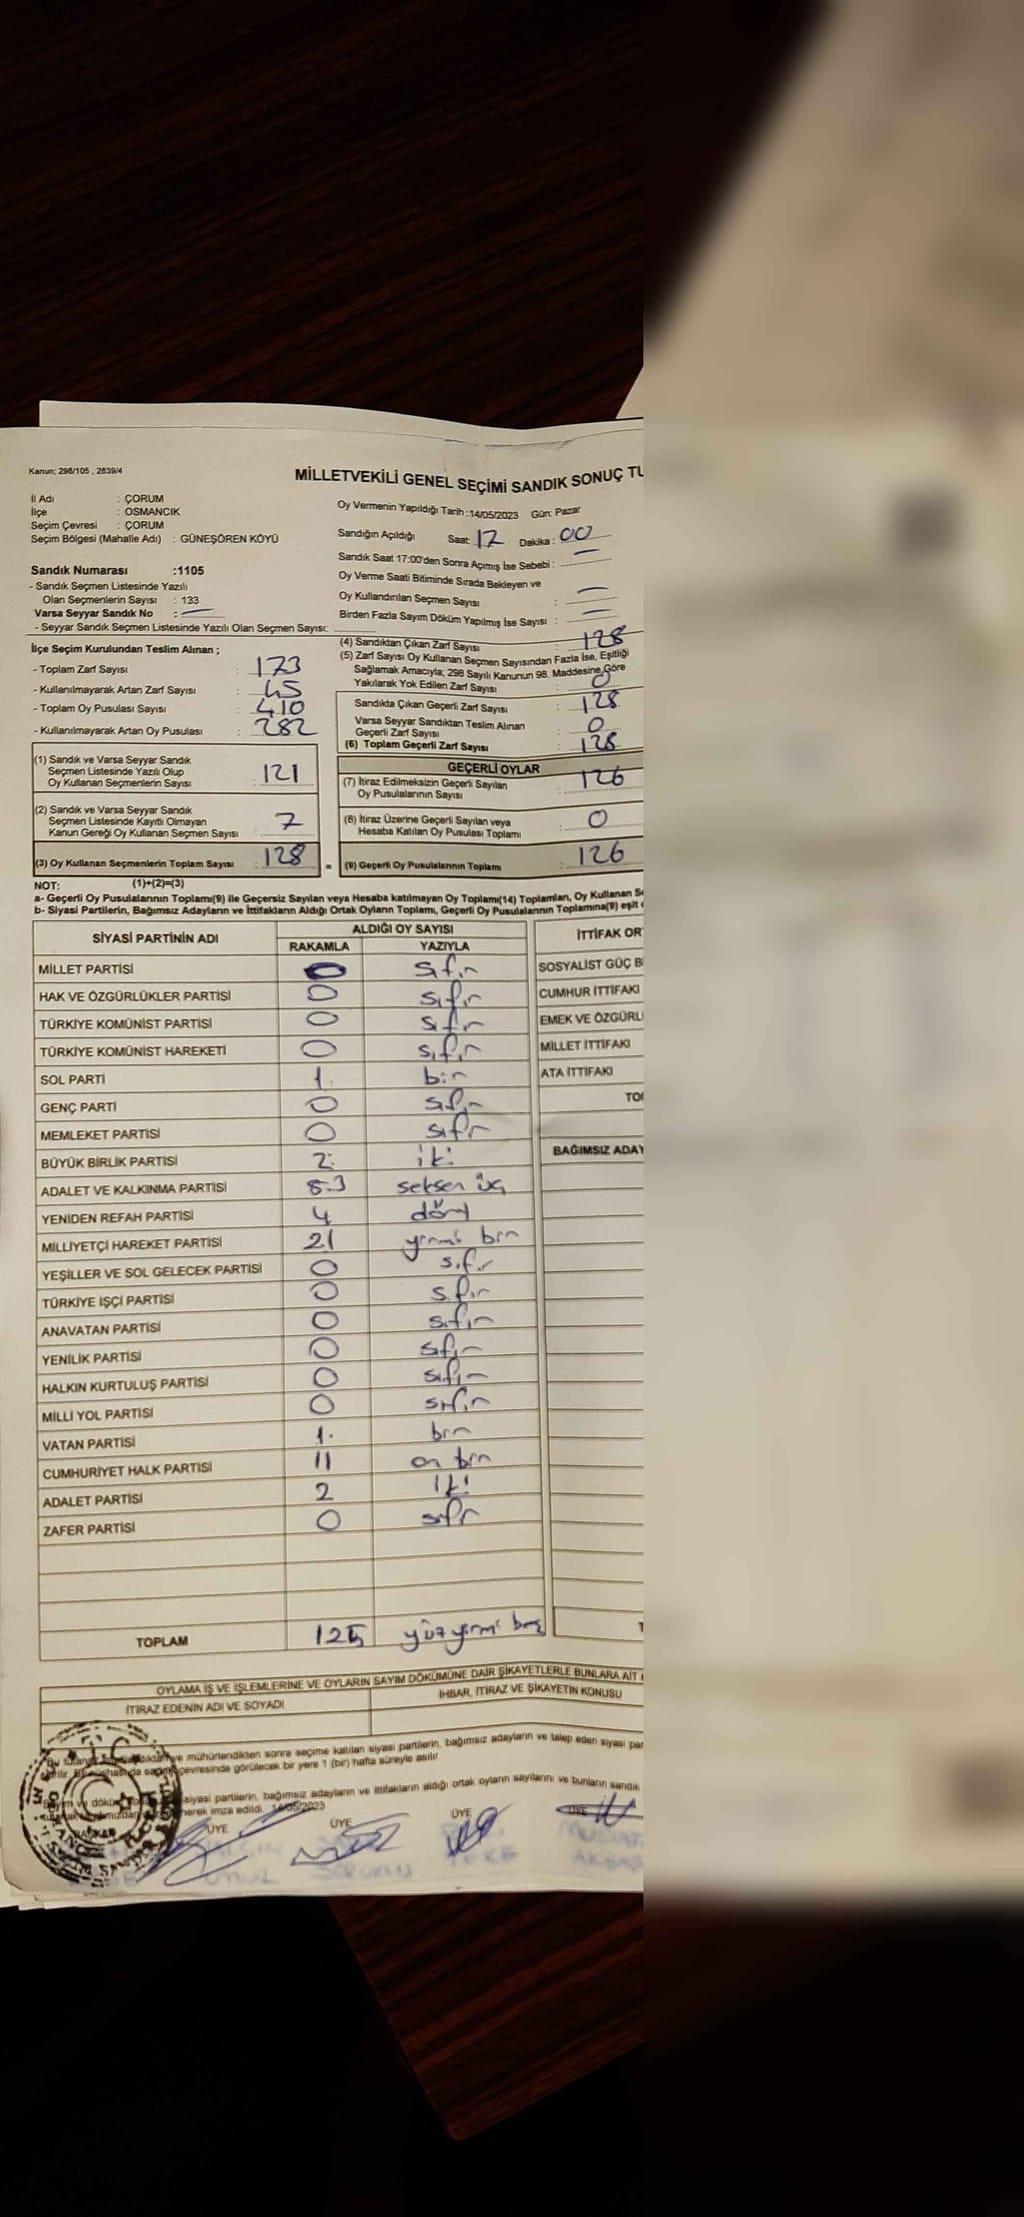 Kanun; 298/105 , 2839/4
MİLLETVEKİLİ GENEL SEÇİMİ SANDIK SONUÇ TU
İl Adı : ÇORUM
İlçe : OSMANCIK
Seçim Çevresi : ÇORUM
Seçim Bölgesi (Mahalle Adı) : GÜNEŞÖREN KÖYÜ
Sandık Numarası :1105
- Sandık Seçmen Listesinde Yazılı
Olan Seçmenlerin Sayısı : 133
Varsa Seyyar Sandık No : —
- Seyyar Sandık Seçmen Listesinde Yazılı Olan Seçmen Sayısı:
Oy Vermenin Yapıldığı Tarih :14/05/2023 Gün: Pazar
Sandığın Açıldığı Saat: 17 Dakika : 00
Sandık Saat 17:00'den Sonra Açımış İse Sebebi : —
Oy Verme Saati Bitiminde Sırada Bekleyen ve
Oy Kullandırılan Seçmen Sayısı : —
Birden Fazla Sayım Döküm Yapılmış İse Sayısı : —
İlçe Seçim Kurulundan Teslim Alınan ;
- Toplam Zarf Sayısı : 173
- Kullanılmayarak Artan Zarf Sayısı : 45
- Toplam Oy Pusulası Sayısı : 410
- Kullanılmayarak Artan Oy Pusulası : 282
(4) Sandıktan Çıkan Zarf Sayısı : 128
(5) Zarf Sayısı Oy Kullanan Seçmen Sayısından Fazla İse, Eşitliği
Sağlamak Amacıyla; 298 Sayılı Kanunun 98. Maddesine Göre
Yakılarak Yok Edilen Zarf Sayısı : 0
Sandıkta Çıkan Geçerli Zarf Sayısı : 128
Varsa Seyyar Sandıktan Teslim Alınan
Geçerli Zarf Sayısı : 0
(6) Toplam Geçerli Zarf Sayısı : 128
(1) Sandık ve Varsa Seyyar Sandık
Seçmen Listesinde Yazılı Olup
Oy Kullanan Seçmenlerin Sayısı : 121
(2) Sandık ve Varsa Seyyar Sandık
Seçmen Listesinde Kayıtlı Olmayan
Kanun Gereği Oy Kullanan Seçmen Sayısı : 7
(3) Oy Kullanan Seçmenlerin Toplam Sayısı : 128
GEÇERLİ OYLAR
(7) İtiraz Edilmeksizin Geçerli Sayılan
Oy Pusulalarının Sayısı : 126
(8) İtiraz Üzerine Geçerli Sayılan veya
Hesaba Katılan Oy Pusulası Toplamı : 0
= (9) Geçerli Oy Pusulalarının Toplamı : 126
NOT: (1)+(2)=(3)
a- Geçerli Oy Pusulalarının Toplamı(9) ile Geçersiz Sayılan veya Hesaba katılmayan Oy Toplamı(14) Toplamları, Oy Kullanan S
b- Siyasi Partilerin, Bağımsız Adayların ve İttifakların Aldığı Ortak Oyların Toplamı, Geçerli Oy Pusulalarının Toplamına(9) eşit
SİYASİ PARTİNİN ADI ALDIĞI OY SAYISI
RAKAMLA YAZIYLA
MİLLET PARTİSİ 0 sıfır
HAK VE ÖZGÜRLÜKLER PARTİSİ 0 sıfır
TÜRKİYE KOMÜNİST PARTİSİ 0 sıfır
TÜRKİYE KOMÜNİST HAREKETİ 0 sıfır
SOL PARTİ 1 bir
GENÇ PARTİ 0 sıfır
MEMLEKET PARTİSİ 0 sıfır
BÜYÜK BİRLİK PARTİSİ 2 iki
ADALET VE KALKINMA PARTİSİ 83 seksen üç
YENİDEN REFAH PARTİSİ 4 dört
MİLLİYETÇİ HAREKET PARTİSİ 21 yirmi bir
YEŞİLLER VE SOL GELECEK PARTİSİ 0 sıfır
TÜRKİYE İŞÇİ PARTİSİ 0 sıfır
ANAVATAN PARTİSİ 0 sıfır
YENİLİK PARTİSİ 0 sıfır
HALKIN KURTULUŞ PARTİSİ 0 sıfır
MİLLİ YOL PARTİSİ 0 sıfır
VATAN PARTİSİ 1 bir
CUMHURİYET HALK PARTİSİ 11 on bir
ADALET PARTİSİ 2 iki
ZAFER PARTİSİ 0 sıfır
TOPLAM 125 yüz yirmi beş
İTTİFAK OR
SOSYALİST GÜÇ B
CUMHUR İTTİFAKI
EMEK VE ÖZGÜRL
MİLLET İTTİFAKI
ATA İTTİFAKI
TO
BAĞIMSIZ ADAY
OYLAMA İŞ VE İŞLEMLERİNE VE OYLARIN SAYIM DÖKÜMÜNE DAİR ŞİKAYETLERLE BUNLARA AİT
İTİRAZ EDENİN ADI VE SOYADI İHBAR, İTİRAZ VE ŞİKAYETİN KONUSU
ve mühürlendikten sonra seçime katılan siyasi partilerin, bağımsız adayların ve talep eden siyasi par
çevresinde görülecek bir yere 1 (bir) hafta süreyle asılır.
siyasi partilerin, bağımsız adayların ve ittifakların aldığı ortak oyların sayılarını ve bunların sandık
imza edildi. 14/05/2023
ÜYE ÜYE ÜYE ÜYE